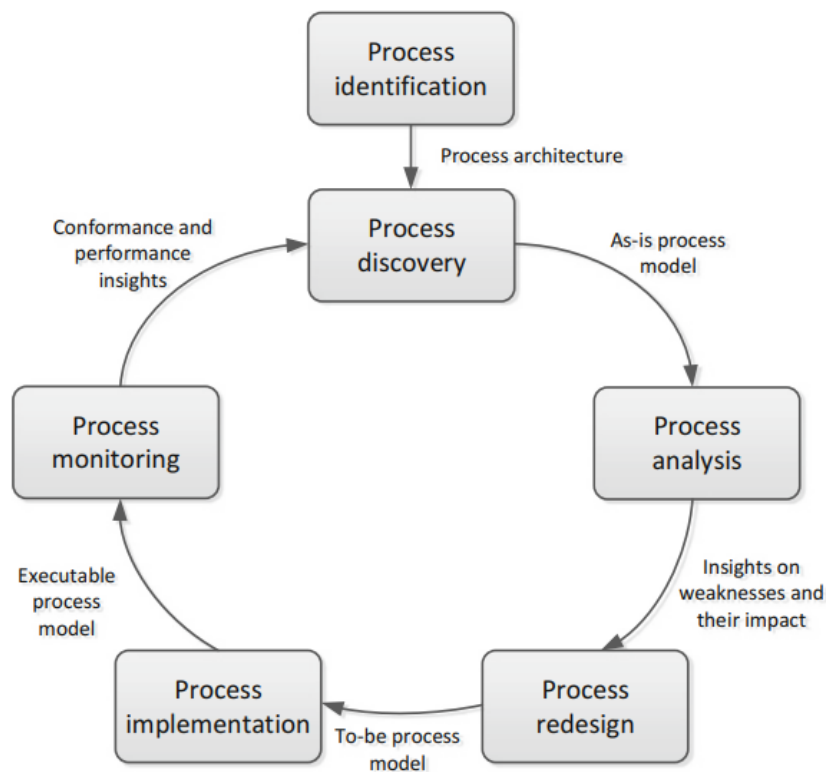 Process
identification
Process architecture
Process
discovery
Conformance and
performance
insights
As-is process
model
Process
monitoring
Process
analysis
Executable
process
model
Insights on
weaknesses and
their impact
Process
implementation
To-be process
model
Process
redesign